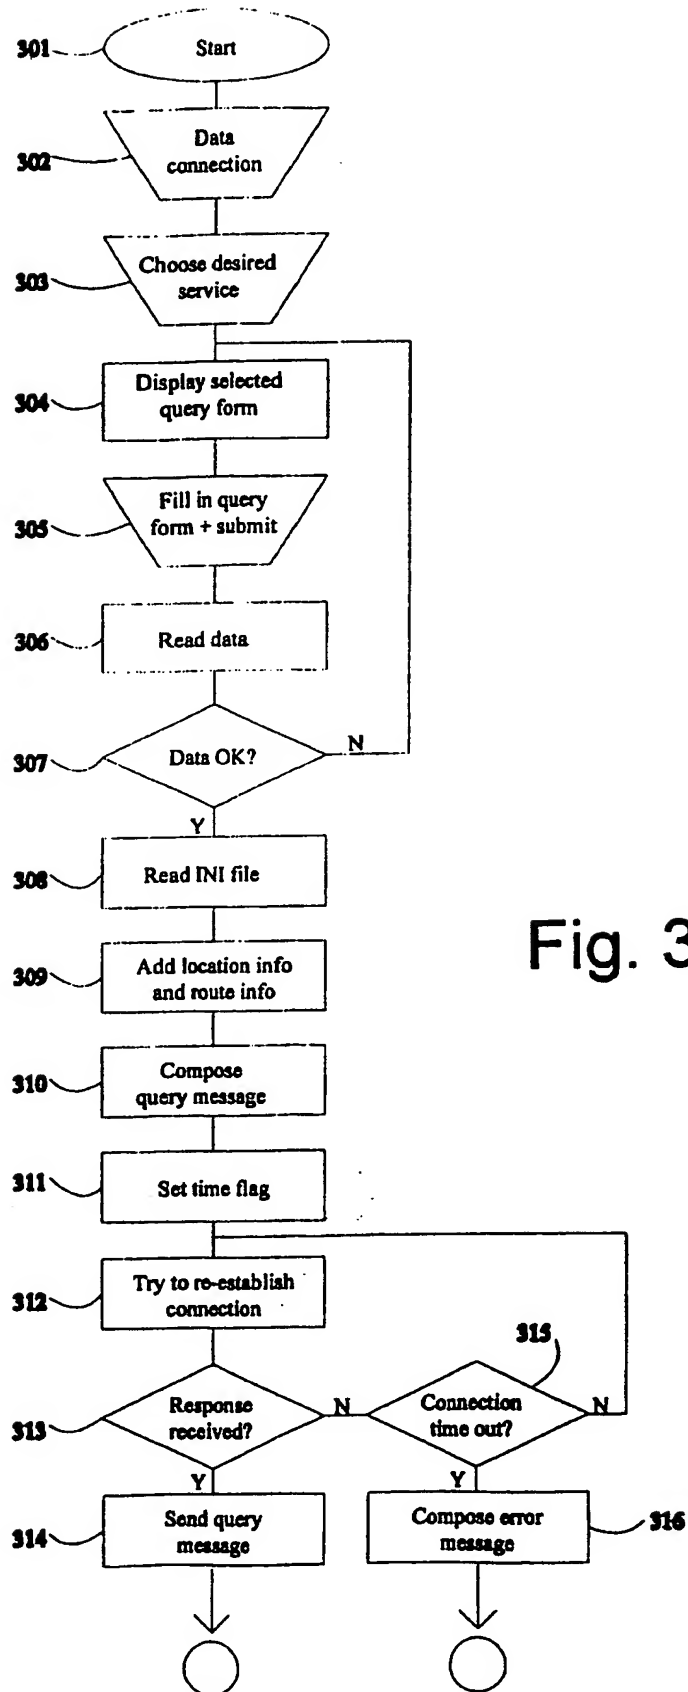 301 Start
302 Data
connection
303 Choose desired
service
304 Display selected
query form
305 Fill in query
form + submit
306 Read data
307 Data OK? N
Y
308 Read INI file
Fig. 3
309 Add location info
and route info
310 Compose
query message
311 Set time flag
312 Try to re-establish
connection
315
313 Response
received? N
Connection
time out? N
Y
Y
314 Send query
message
Compose error
message 316